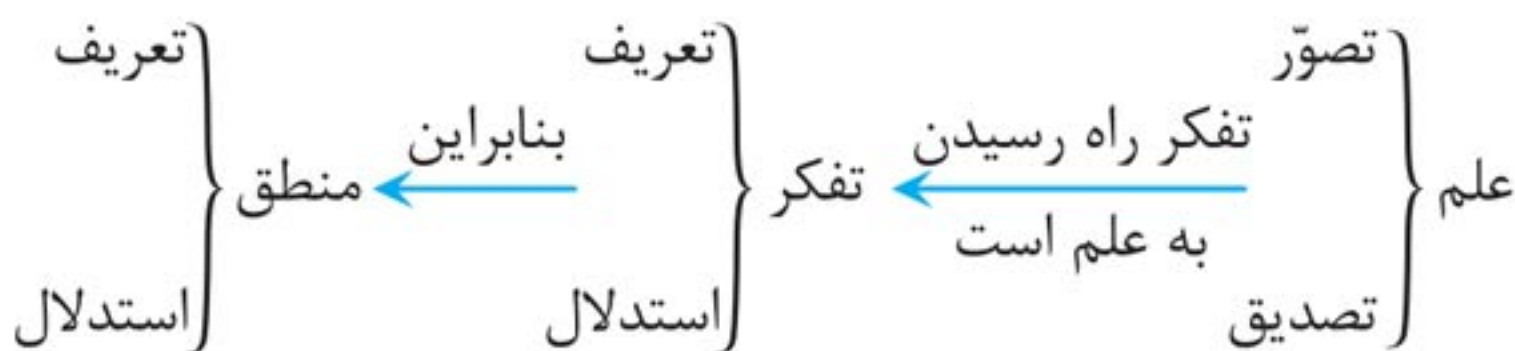 علم
تصوّر
تصدیق
تفکر راه رسیدن
به علم است
تفکر
تعریف
استدلال
بنابراین
منطق
تعریف
استدلال